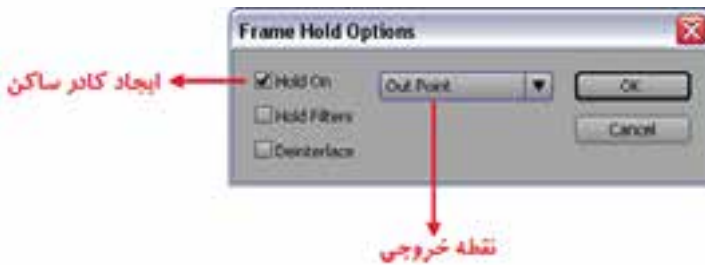 Frame Hold Options
ایجاد کادر ساکن
Hold On
Out Point
OK
Hold Filters
Cancel
Deinterlace
نقطه خروجی